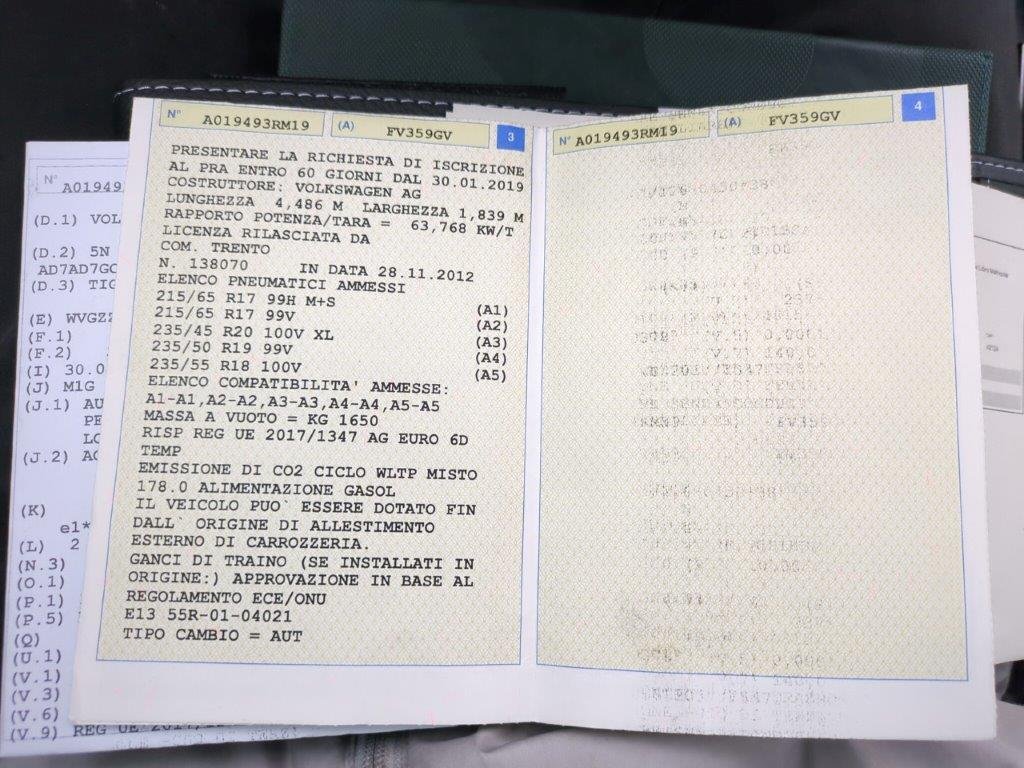 N° A019493RM19 (A) FV359GV 3
PRESENTARE LA RICHIESTA DI ISCRIZIONE
AL PRA ENTRO 60 GIORNI DAL 30.01.2019
COSTRUTTORE: VOLKSWAGEN AG
LUNGHEZZA 4,486 M LARGHEZZA 1,839 M
RAPPORTO POTENZA/TARA = 63,768 KW/T
LICENZA RILASCIATA DA
COM. TRENTO
N. 138070 IN DATA 28.11.2012
ELENCO PNEUMATICI AMMESSI
215/65 R17 99H M+S (A1)
215/65 R17 99V (A2)
235/45 R20 100V XL (A3)
235/50 R19 99V (A4)
235/55 R18 100V (A5)
ELENCO COMPATIBILITA' AMMESSE:
A1-A1,A2-A2,A3-A3,A4-A4,A5-A5
MASSA A VUOTO = KG 1650
RISP REG UE 2017/1347 AG EURO 6D
TEMP
EMISSIONE DI CO2 CICLO WLTP MISTO
178.0 ALIMENTAZIONE GASOL
IL VEICOLO PUO` ESSERE DOTATO FIN
DALL` ORIGINE DI ALLESTIMENTO
ESTERNO DI CARROZZERIA.
GANCI DI TRAINO (SE INSTALLATI IN
ORIGINE:) APPROVAZIONE IN BASE AL
REGOLAMENTO ECE/ONU
E13 55R-01-04021
TIPO CAMBIO = AUT
N° A019493RM19 (A) FV359GV 4
N° A01949
(D.1) VOL
(D.2) 5N
AD7AD7GC
(D.3) TIG
(E) WVGZZ
(F.1)
(F.2)
(I) 30.0
(J) M1G
(J.1) AU
PE
LO
(J.2) AC
(K)
e1*
(L) 2
(N.3)
(O.1)
(P.1)
(P.5)
(Q)
(U.1)
(V.1)
(V.3)
(V.6)
(V.9) REG UE 2017/